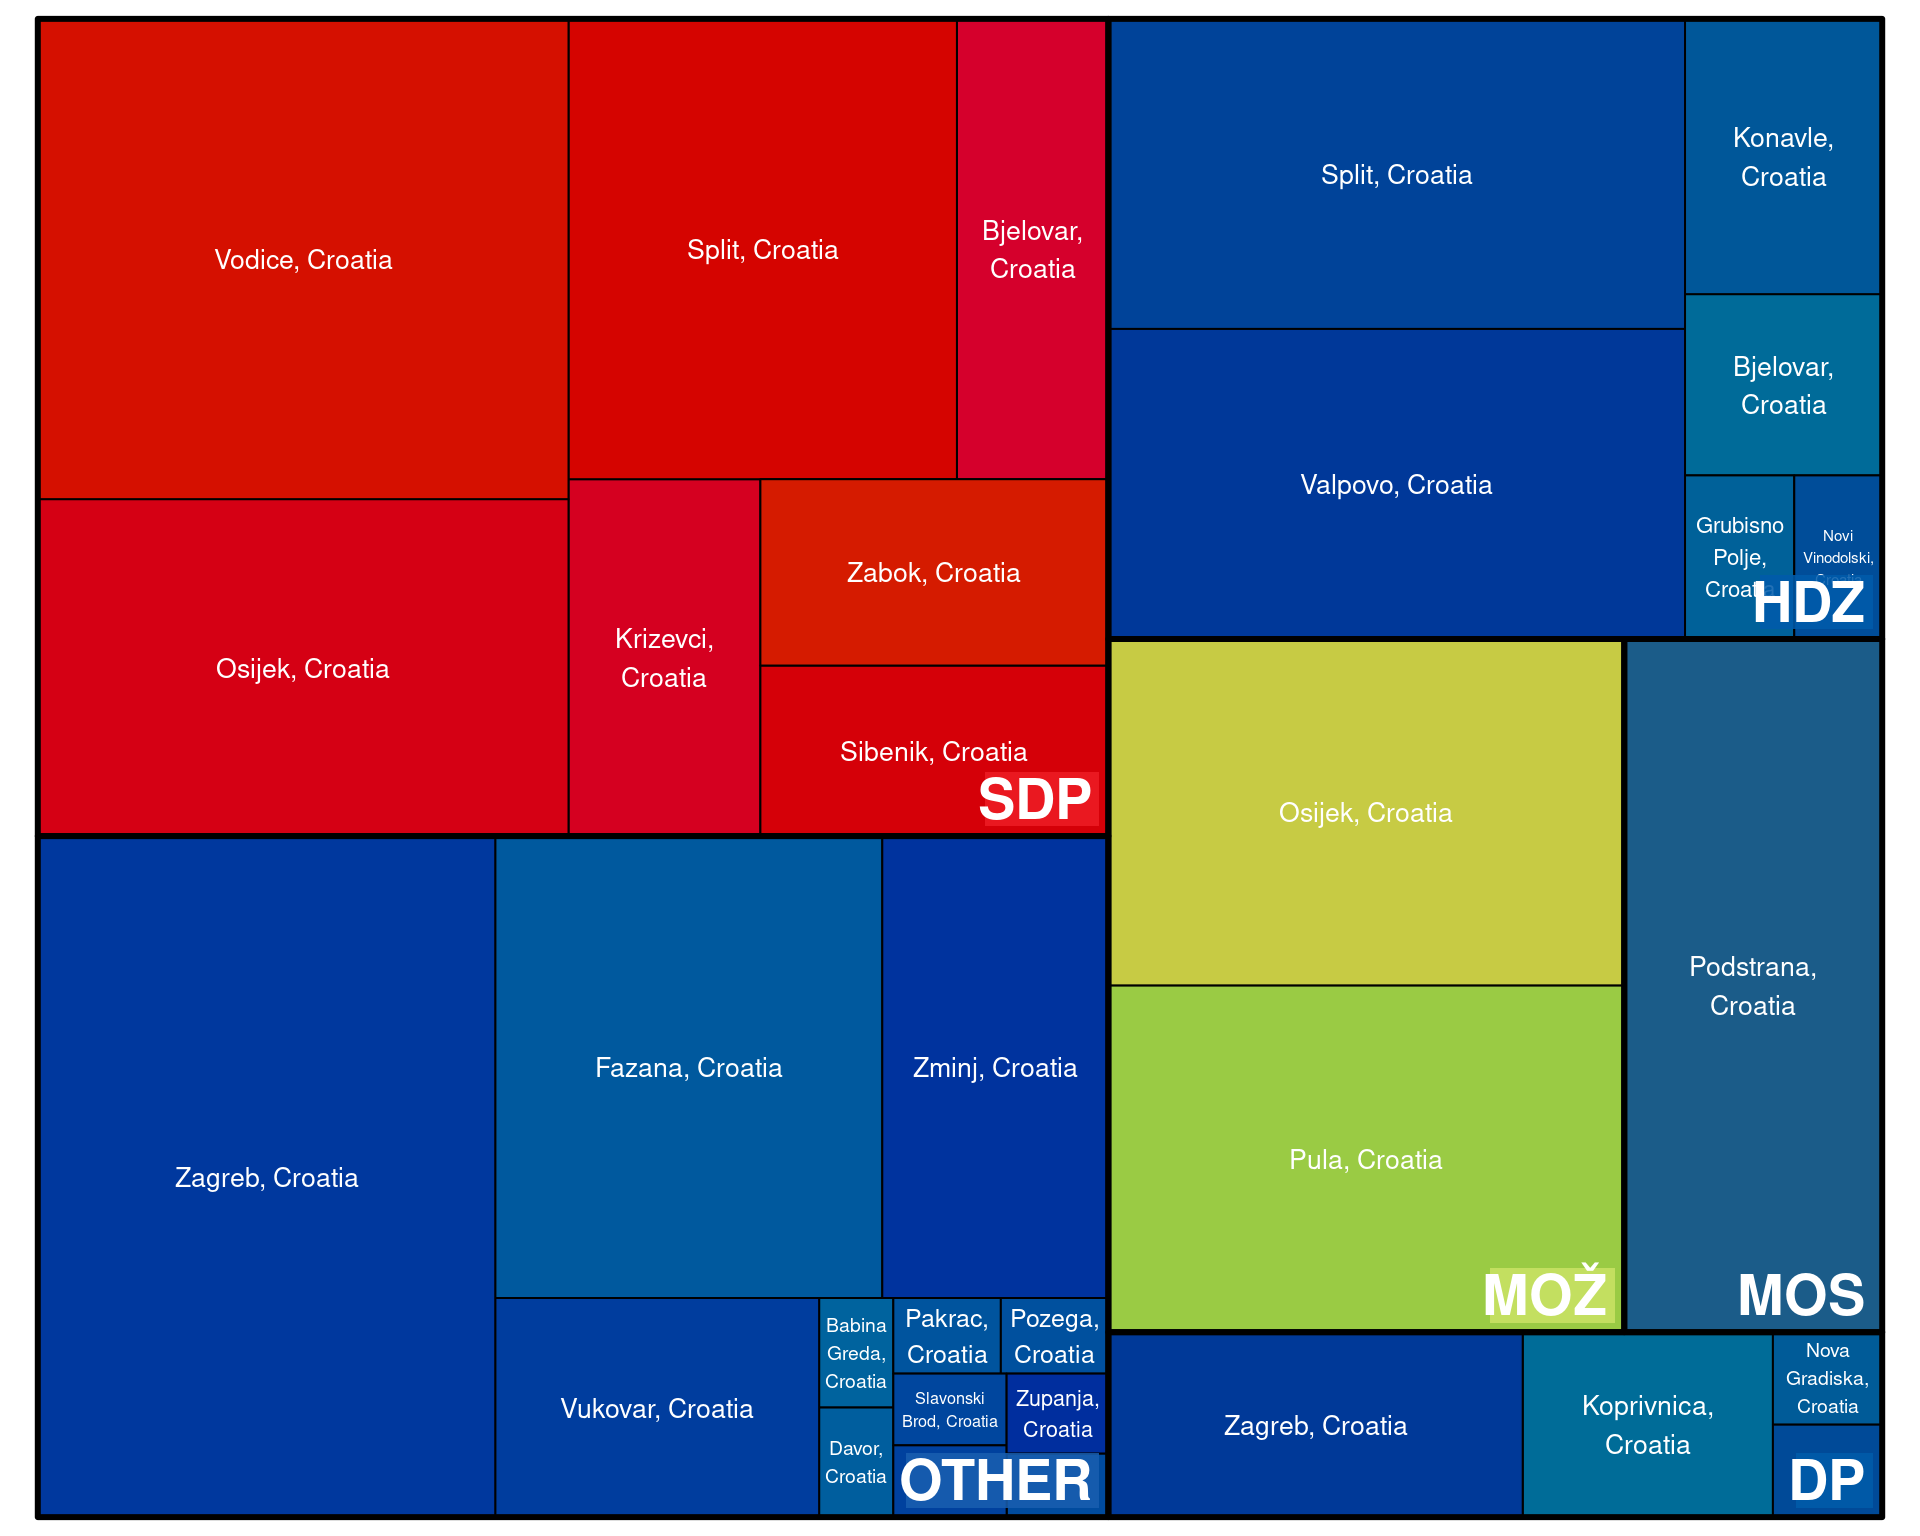 Vodice, Croatia
Split, Croatia
Bjelovar,
Croatia
Osijek, Croatia
Krizevci,
Croatia
Zabok, Croatia
Sibenik, Croatia
SDP
Split, Croatia
Konavle,
Croatia
Valpovo, Croatia
Bjelovar,
Croatia
Grubisno
Polje,
Croatia
Novi
Vinodolski,
Croatia
HDZ
Zagreb, Croatia
Fazana, Croatia
Zminj, Croatia
Vukovar, Croatia
Babina
Greda,
Croatia
Davor,
Croatia
Pakrac,
Croatia
Pozega,
Croatia
Slavonski
Brod, Croatia
Zupanja,
Croatia
OTHER
Osijek, Croatia
Pula, Croatia
MOŽ
Podstrana,
Croatia
MOS
Zagreb, Croatia
Koprivnica,
Croatia
Nova
Gradiska,
Croatia
DP